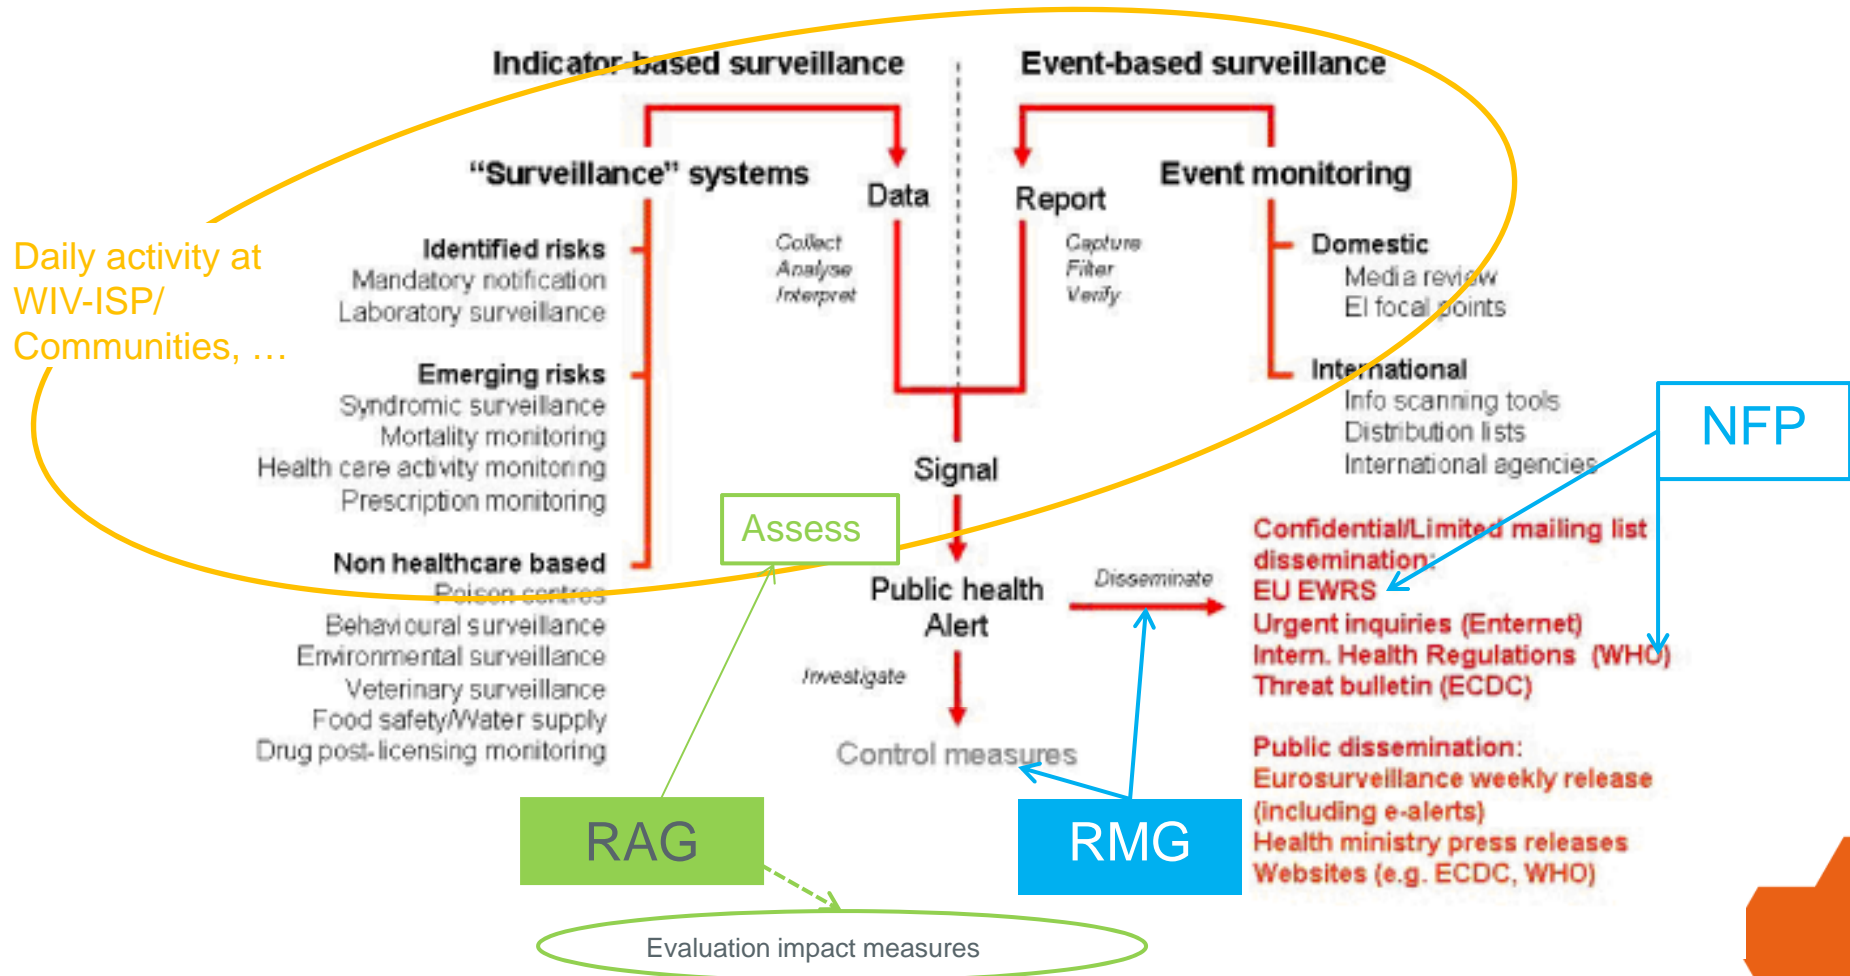 Indicator-based surveillance
Event-based surveillance
“Surveillance” systems
Data
Report
Event monitoring
Daily activity at
WIV-ISP/
Communities, …
Identified risks
Mandatory notification
Laboratory surveillance
Collect
Analyse
Interpret
Capture
Filter
Verify
Domestic
Media review
EI focal points
Emerging risks
Syndromic surveillance
Mortality monitoring
Health care activity monitoring
Prescription monitoring
International
Info scanning tools
Distribution lists
International agencies
NFP
Signal
Assess
Non healthcare based
Poison centres
Behavioural surveillance
Environmental surveillance
Veterinary surveillance
Food safety/Water supply
Drug post-licensing monitoring
Public health
Alert
Disseminate
Confidential/Limited mailing list
dissemination:
EU EWRS
Urgent inquiries (Enternet)
Intern. Health Regulations (WHO)
Threat bulletin (ECDC)
Investigate
Control measures
Public dissemination:
Eurosurveillance weekly release
(including e-alerts)
Health ministry press releases
Websites (e.g. ECDC, WHO)
RAG
RMG
Evaluation impact measures